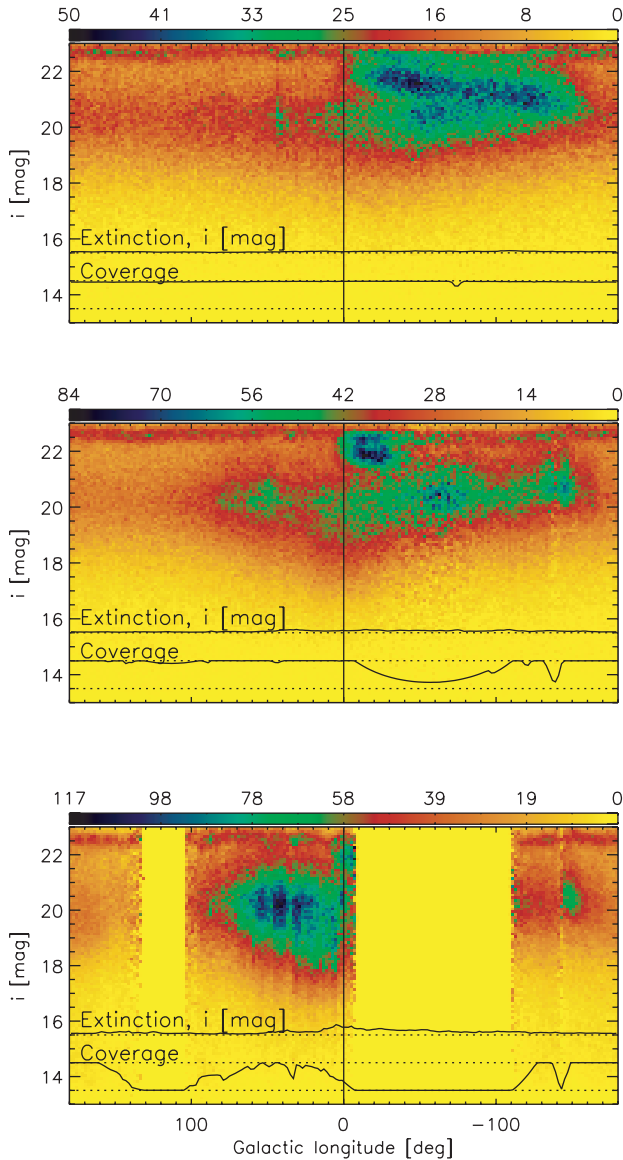 50 41 33 25 16 8 0
22
20
18
16
14
i [mag]
Extinction, i [mag]
Coverage
84 70 56 42 28 14 0
22
20
18
16
14
i [mag]
Extinction, i [mag]
Coverage
117 98 78 58 39 19 0
22
20
18
16
14
i [mag]
Extinction, i [mag]
Coverage
100 0 −100
Galactic longitude [deg]